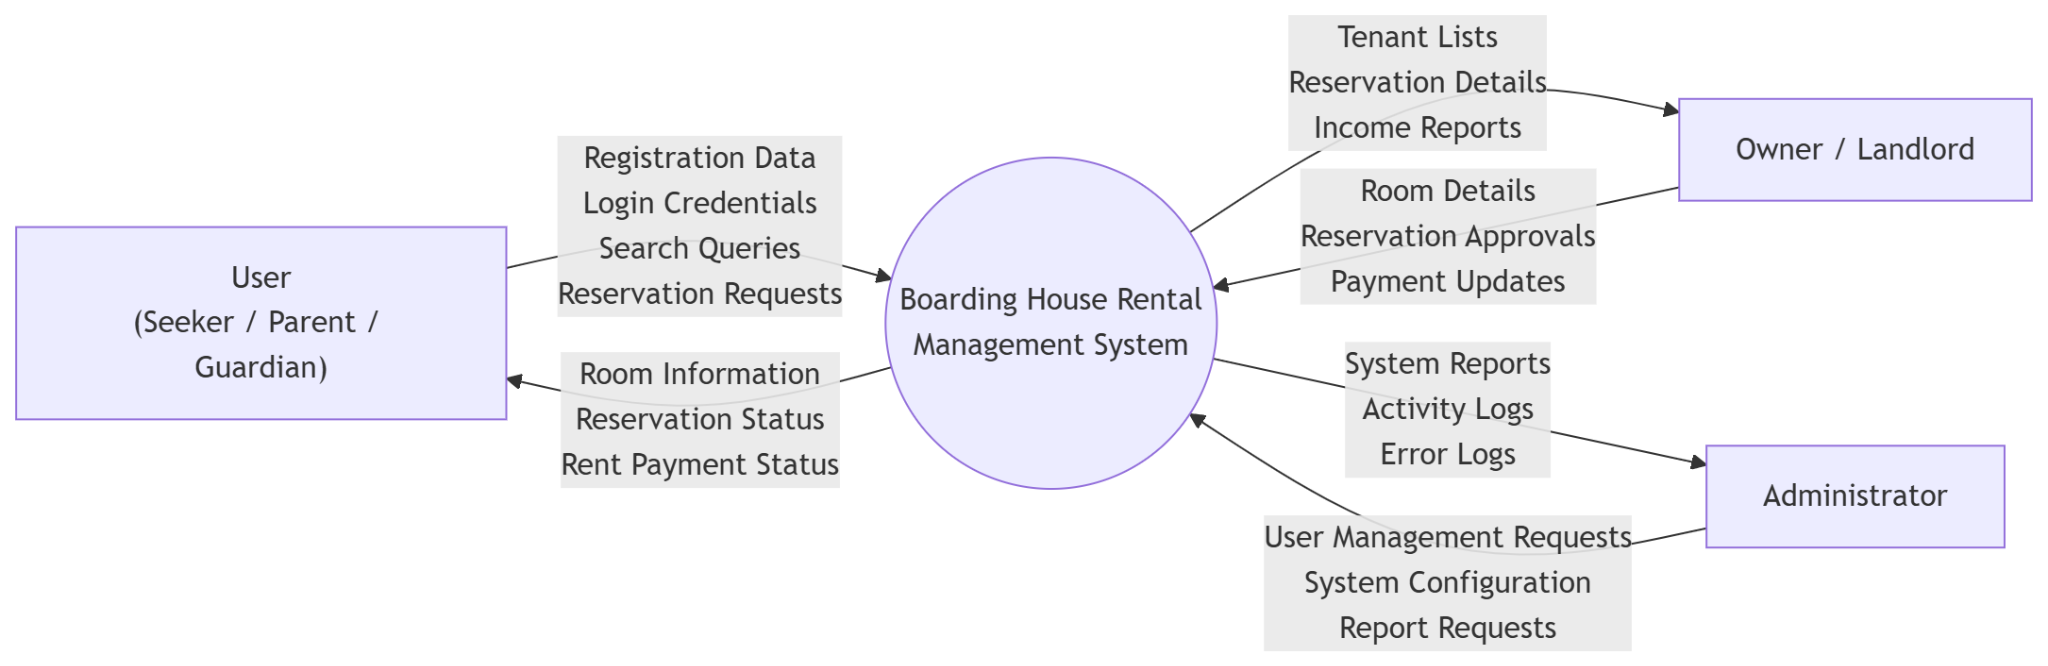 User
(Seeker / Parent /
Guardian)
Registration Data
Login Credentials
Search Queries
Reservation Requests
Room Information
Reservation Status
Rent Payment Status
Boarding House Rental
Management System
Tenant Lists
Reservation Details
Income Reports
Room Details
Reservation Approvals
Payment Updates
System Reports
Activity Logs
Error Logs
User Management Requests
System Configuration
Report Requests
Owner / Landlord
Administrator